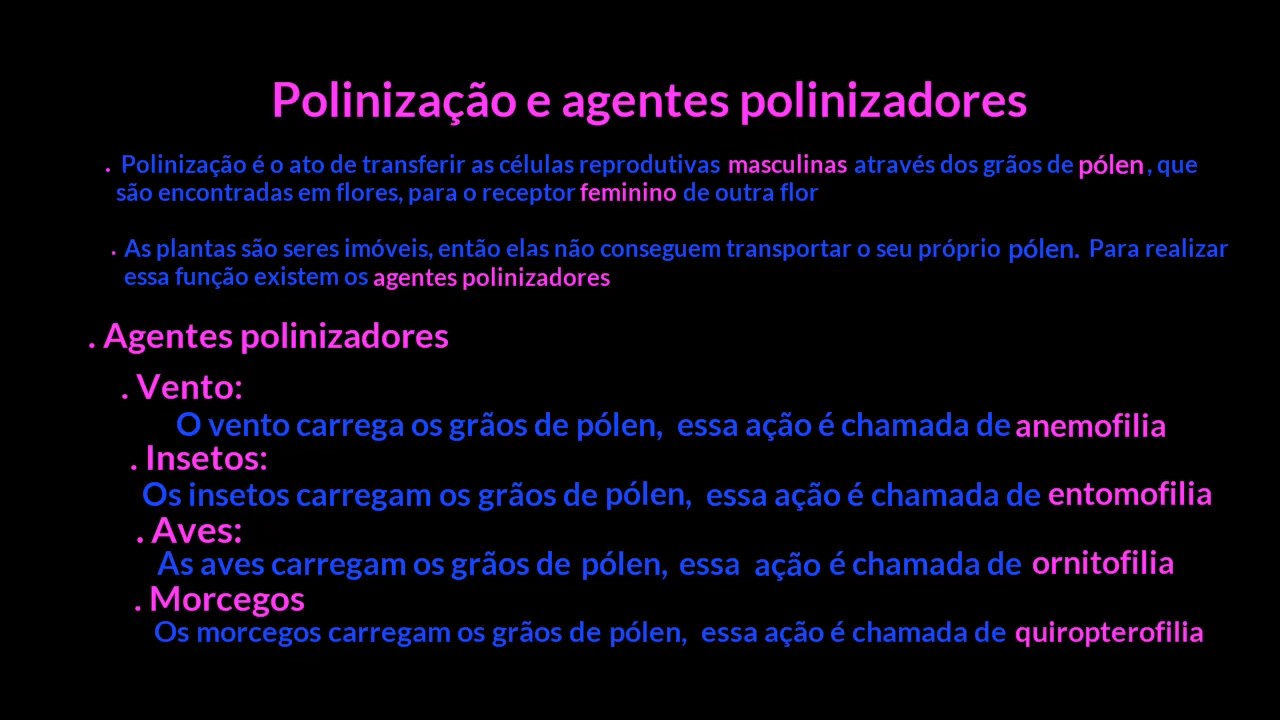 Polinização e agentes polinizadores
. Polinização é o ato de transferir as células reprodutivas masculinas através dos grãos de pólen, que
são encontradas em flores, para o receptor feminino de outra flor
. As plantas são seres imóveis, então elas não conseguem transportar o seu próprio pólen. Para realizar
essa função existem os agentes polinizadores
. Agentes polinizadores
. Vento:
O vento carrega os grãos de pólen, essa ação é chamada de anemofilia
. Insetos:
Os insetos carregam os grãos de pólen, essa ação é chamada de entomofilia
. Aves:
As aves carregam os grãos de pólen, essa ação é chamada de ornitofilia
. Morcegos
Os morcegos carregam os grãos de pólen, essa ação é chamada de quiropterofilia